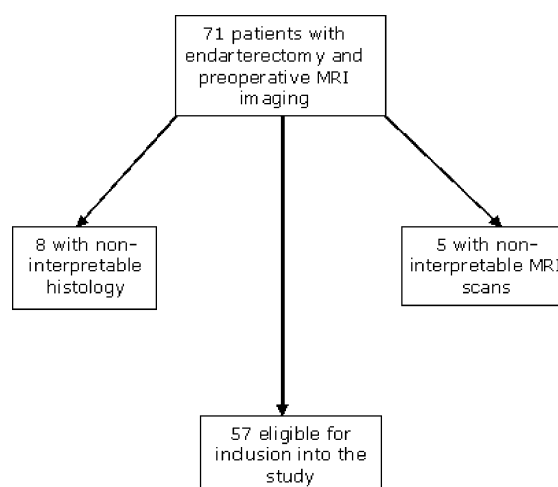 71 patients with
endarterectomy and
preoperative MRI
imaging
8 with non-
interpretable
histology
5 with non-
interpretable MRI
scans
57 eligible for
inclusion into the
study